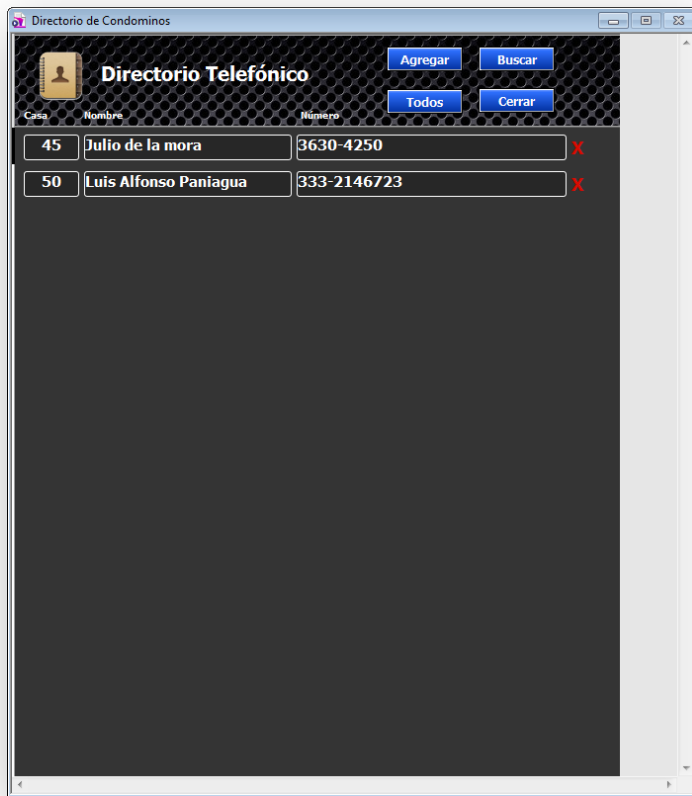 Directorio de Condominos
Directorio Telefónico
Agregar Buscar
Todos Cerrar
Casa Nombre Número
45 Julio de la mora 3630-4250 X
50 Luis Alfonso Paniagua 333-2146723 X